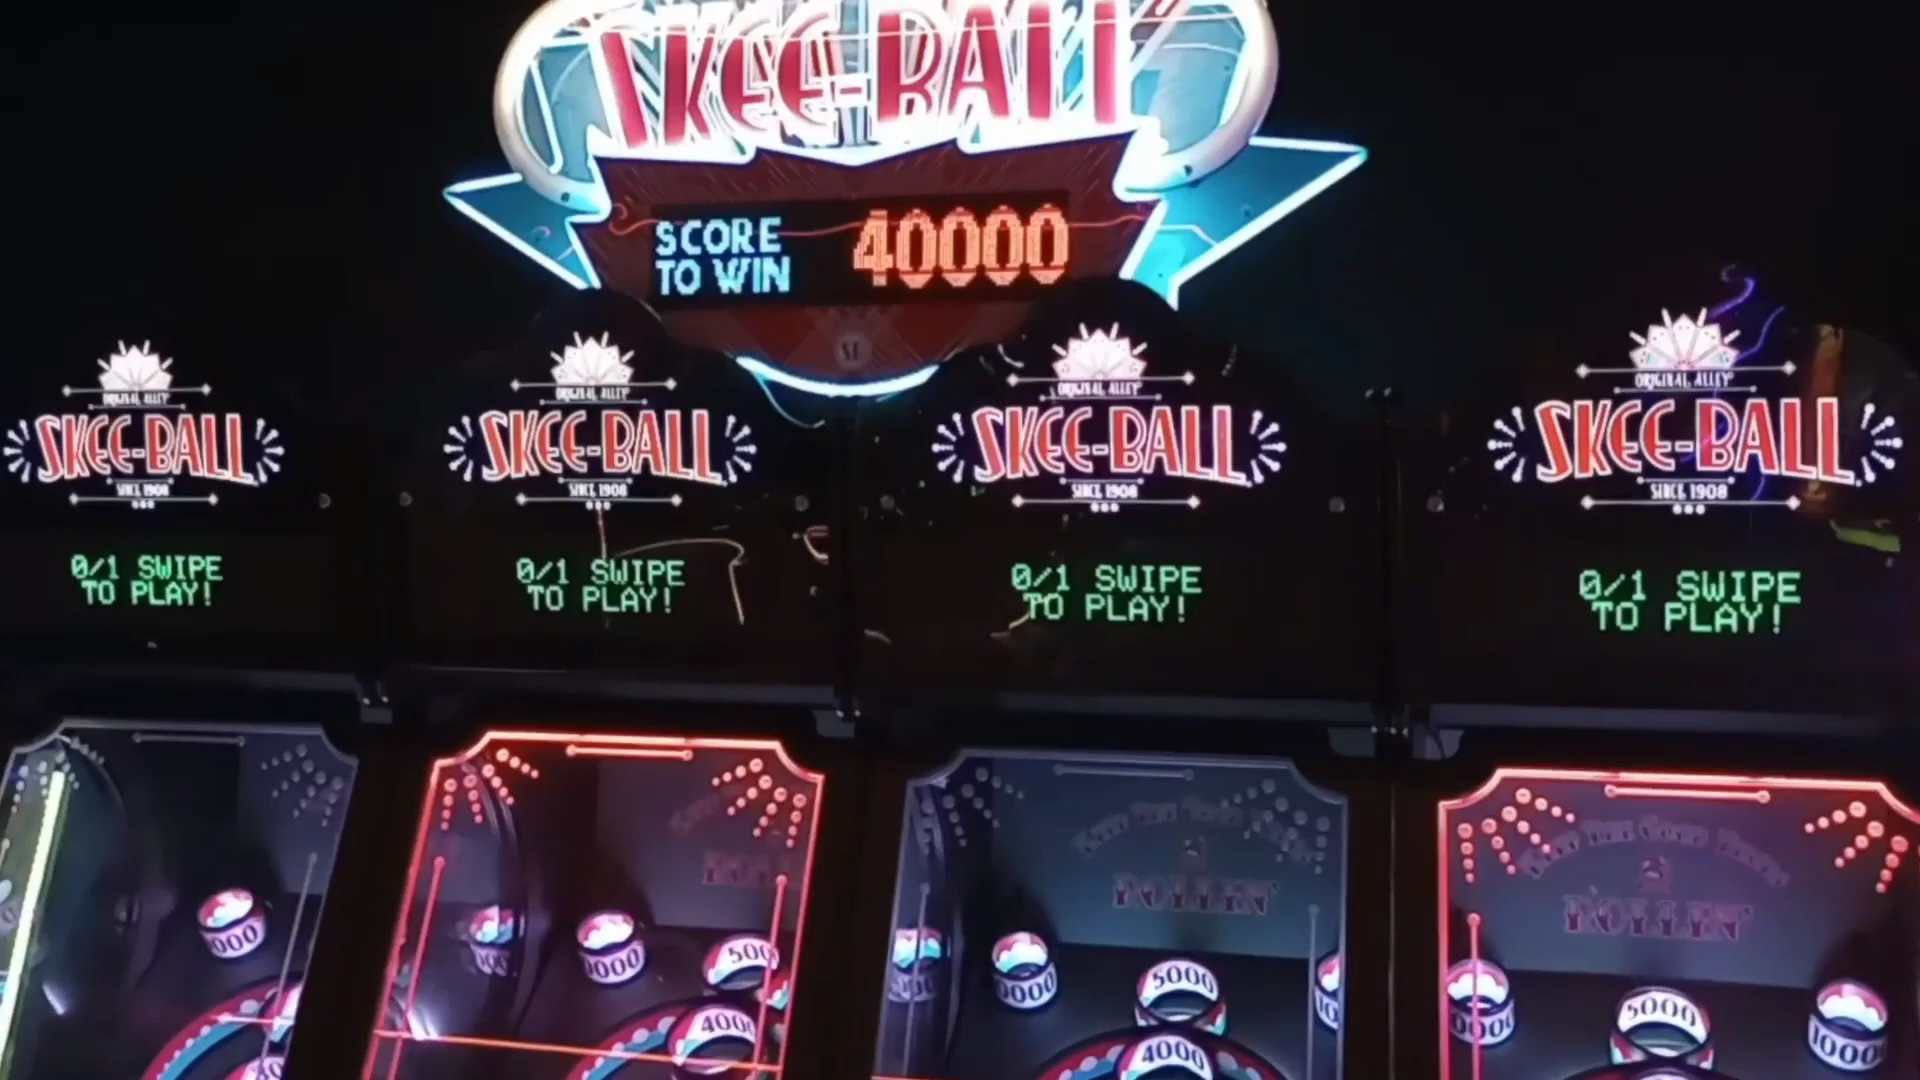 SKEE-BALL
SCORE
TO WIN
40000
ORIGINAL ALLEY
SKEE-BALL
SINCE 1908
0/1 SWIPE
TO PLAY!
ORIGINAL ALLEY
SKEE-BALL
SINCE 1908
0/1 SWIPE
TO PLAY!
ORIGINAL ALLEY
SKEE-BALL
SINCE 1908
0/1 SWIPE
TO PLAY!
ORIGINAL ALLEY
SKEE-BALL
SINCE 1908
0/1 SWIPE
TO PLAY!
ROLLEN'
ROLLEN'
5000
4000
5000
4000
5000
10000